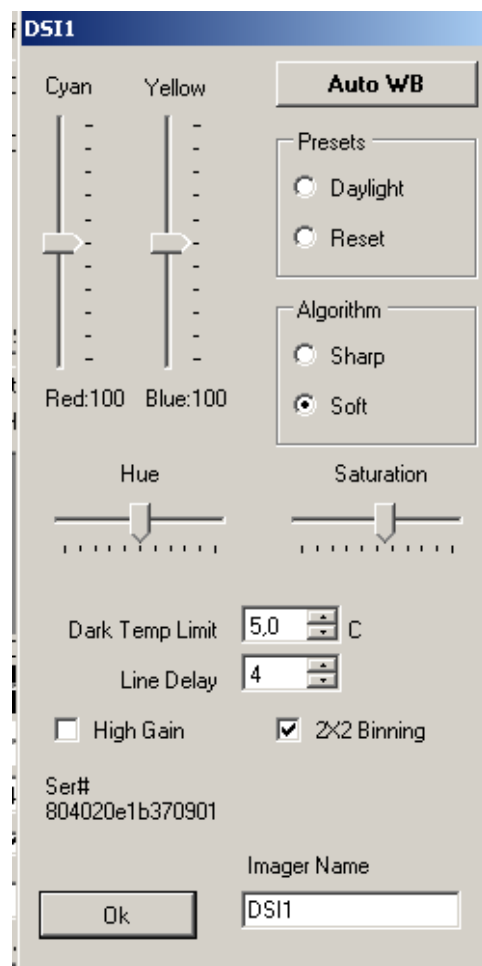 DSI1
Cyan Yellow Auto WB
Presets
Daylight
Reset
Algorithm
Sharp
Red:100 Blue:100
Soft
Hue Saturation
Dark Temp Limit 5,0 C
Line Delay 4
High Gain 2X2 Binning
Ser#
804020e1b370901
Imager Name
Ok DSI1